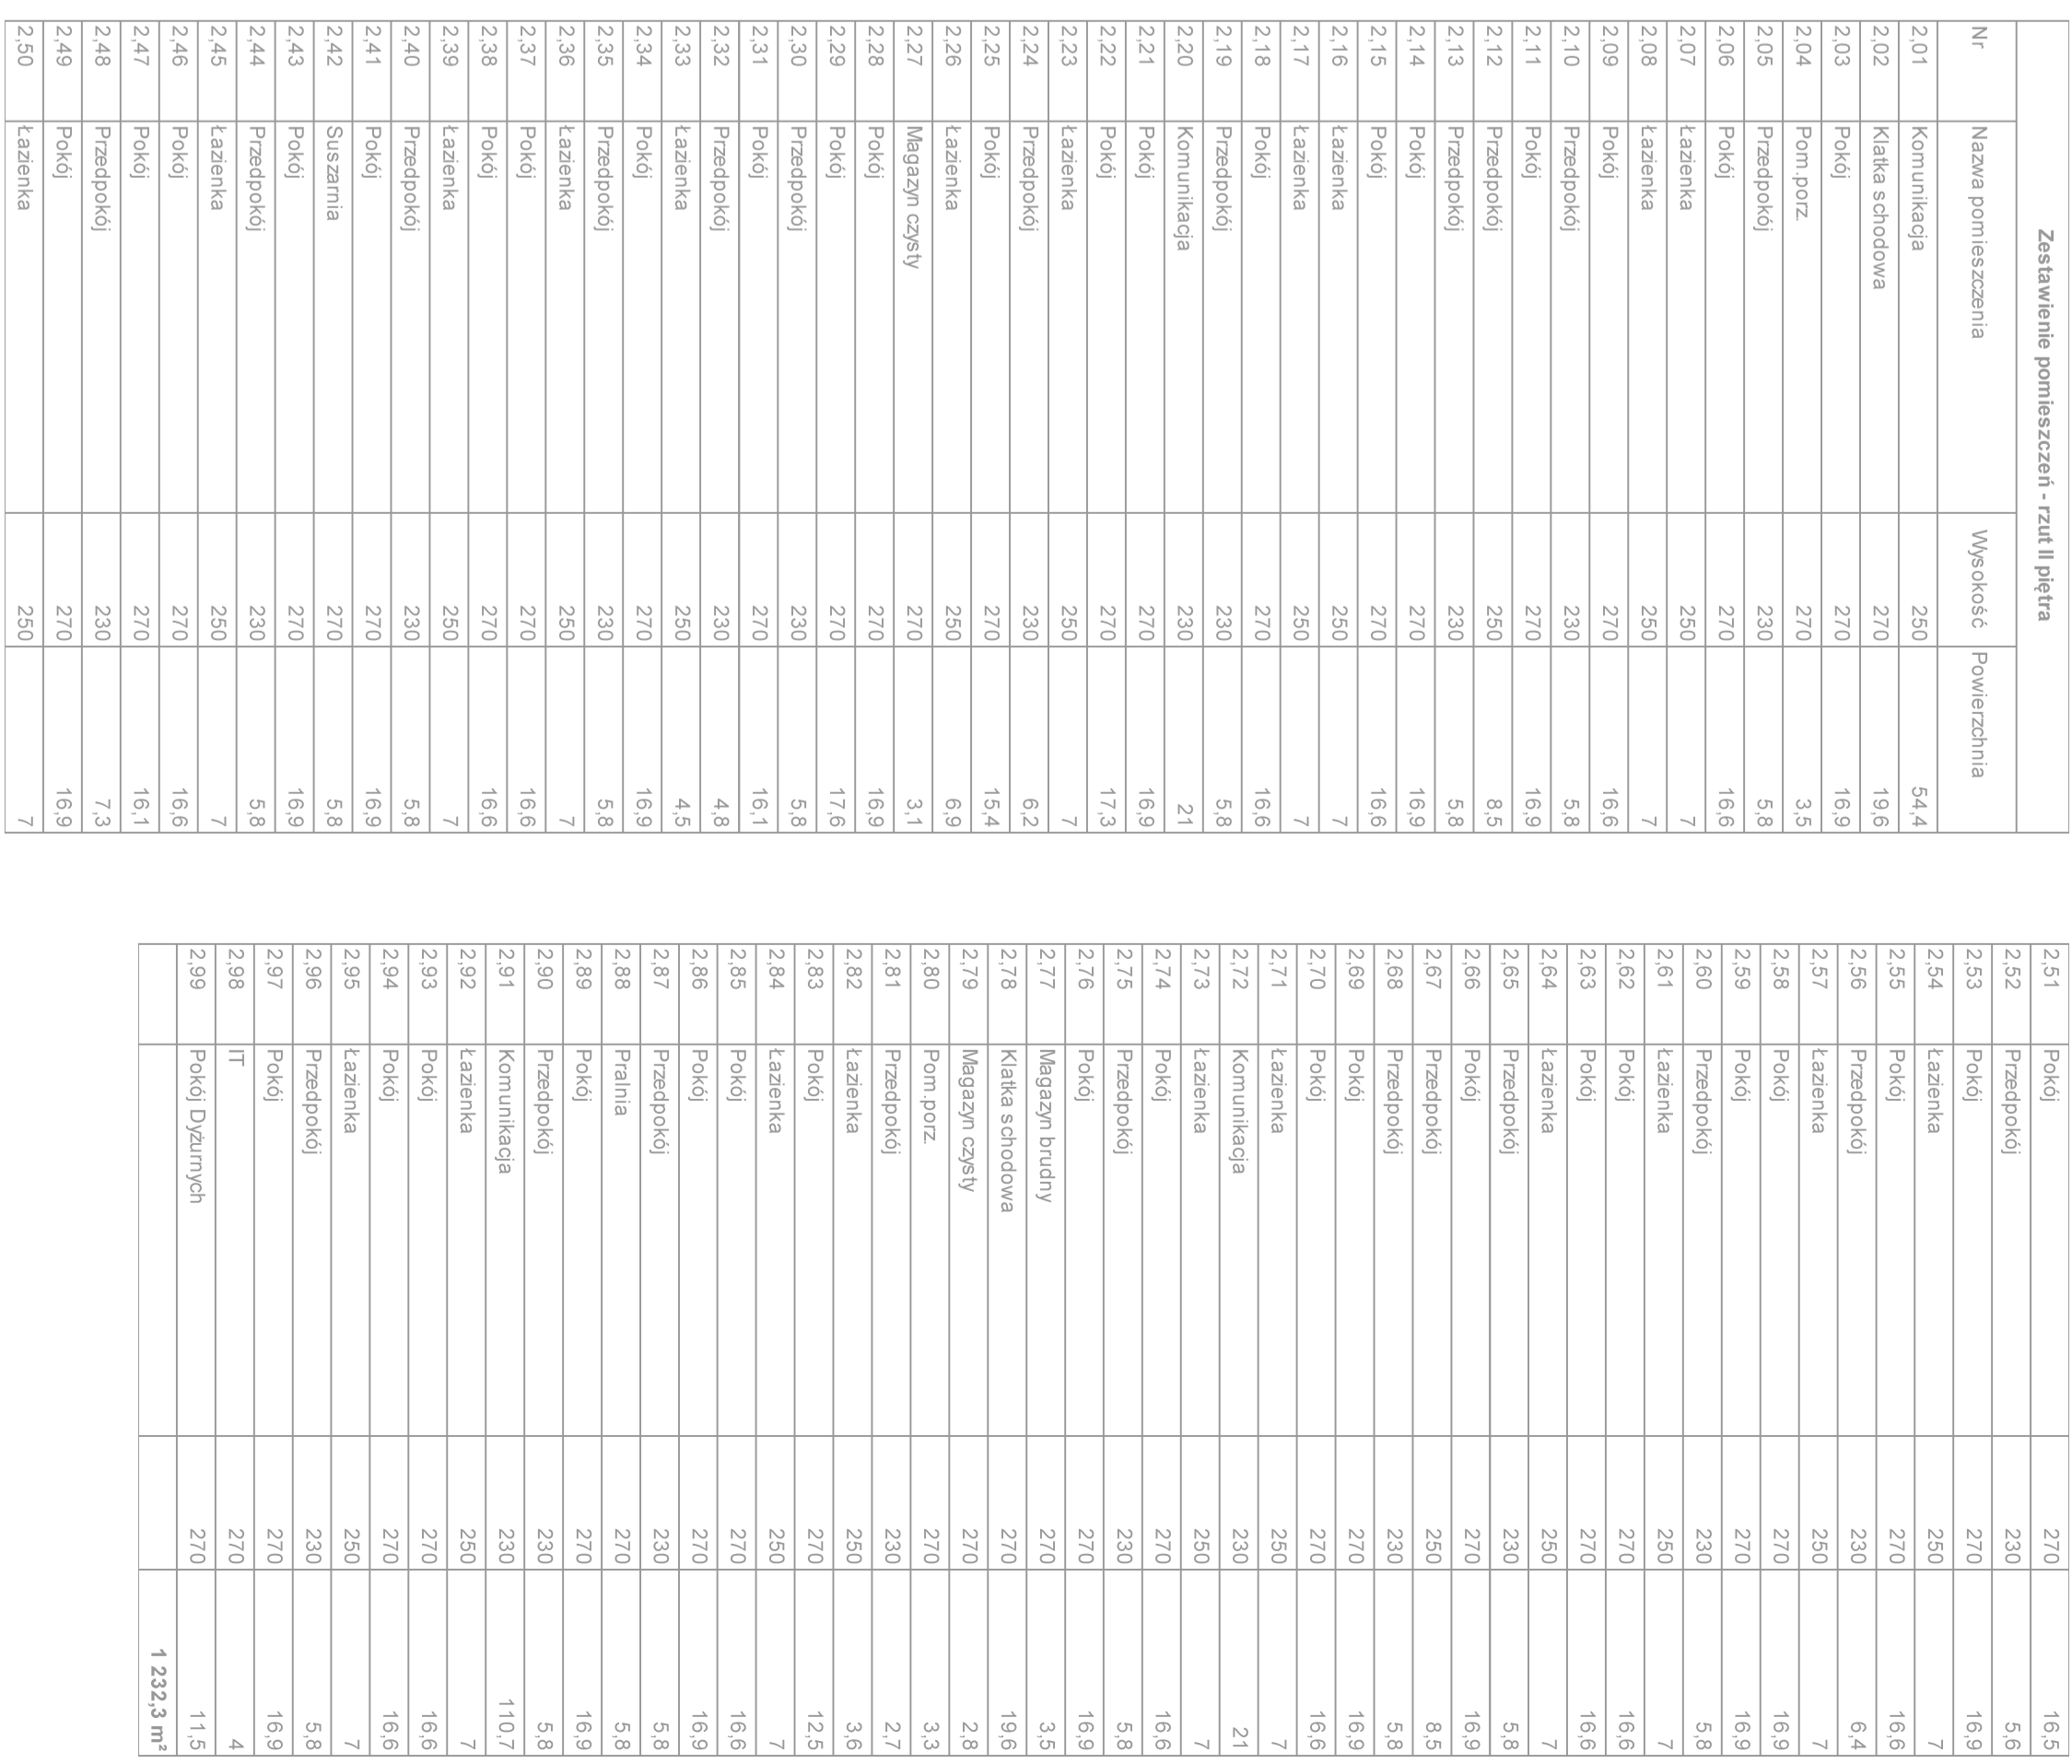 Zestawienie pomieszczeń - rzut II piętra
Nr Nazwa pomieszczenia Wysokość Powierzchnia
2,01 Komunikacja 250 54,4
2,02 Klatka schodowa 270 19,6
2,03 Pokój 270 16,9
2,04 Pom.porz. 270 3,5
2,05 Przedpokój 230 5,8
2,06 Pokój 270 16,6
2,07 Łazienka 250 7
2,08 Łazienka 250 7
2,09 Pokój 270 16,6
2,10 Przedpokój 230 5,8
2,11 Pokój 270 16,9
2,12 Przedpokój 250 8,5
2,13 Przedpokój 230 5,8
2,14 Pokój 270 16,9
2,15 Pokój 270 16,6
2,16 Łazienka 250 7
2,17 Łazienka 250 7
2,18 Pokój 270 16,6
2,19 Przedpokój 230 5,8
2,20 Komunikacja 230 21
2,21 Pokój 270 16,9
2,22 Pokój 270 17,3
2,23 Łazienka 250 7
2,24 Przedpokój 230 6,2
2,25 Pokój 270 15,4
2,26 Łazienka 250 6,9
2,27 Magazyn czysty 270 3,1
2,28 Pokój 270 16,9
2,29 Pokój 270 17,6
2,30 Przedpokój 230 5,8
2,31 Pokój 270 16,1
2,32 Przedpokój 230 4,8
2,33 Łazienka 250 4,5
2,34 Pokój 270 16,9
2,35 Przedpokój 230 5,8
2,36 Łazienka 250 7
2,37 Pokój 270 16,6
2,38 Pokój 270 16,6
2,39 Łazienka 250 7
2,40 Przedpokój 230 5,8
2,41 Pokój 270 16,9
2,42 Suszarnia 270 5,8
2,43 Pokój 270 16,9
2,44 Przedpokój 230 5,8
2,45 Łazienka 250 7
2,46 Pokój 270 16,6
2,47 Pokój 270 16,1
2,48 Przedpokój 230 7,3
2,49 Pokój 270 16,9
2,50 Łazienka 250 7
2,51 Pokój 270 16,5
2,52 Przedpokój 230 5,6
2,53 Pokój 270 16,9
2,54 Łazienka 250 7
2,55 Pokój 270 16,6
2,56 Przedpokój 230 6,4
2,57 Łazienka 250 7
2,58 Pokój 270 16,9
2,59 Pokój 270 16,9
2,60 Przedpokój 230 5,8
2,61 Łazienka 250 7
2,62 Pokój 270 16,6
2,63 Pokój 270 16,6
2,64 Łazienka 250 7
2,65 Przedpokój 230 5,8
2,66 Pokój 270 16,9
2,67 Przedpokój 250 8,5
2,68 Przedpokój 230 5,8
2,69 Pokój 270 16,9
2,70 Pokój 270 16,6
2,71 Łazienka 250 7
2,72 Komunikacja 230 21
2,73 Łazienka 250 7
2,74 Pokój 270 16,6
2,75 Przedpokój 230 5,8
2,76 Pokój 270 16,9
2,77 Magazyn brudny 270 3,5
2,78 Klatka schodowa 270 19,6
2,79 Magazyn czysty 270 2,8
2,80 Pom.porz. 270 3,3
2,81 Przedpokój 230 2,7
2,82 Łazienka 250 3,6
2,83 Pokój 270 12,5
2,84 Łazienka 250 7
2,85 Pokój 270 16,6
2,86 Pokój 270 16,9
2,87 Przedpokój 230 5,8
2,88 Pralnia 270 5,8
2,89 Pokój 270 16,9
2,90 Przedpokój 230 5,8
2,91 Komunikacja 230 110,7
2,92 Łazienka 250 7
2,93 Pokój 270 16,6
2,94 Pokój 270 16,6
2,95 Łazienka 250 7
2,96 Przedpokój 230 5,8
2,97 Pokój 270 16,9
2,98 IT 270 4
2,99 Pokój Dyżurnych 270 11,5
1 232,3 m²